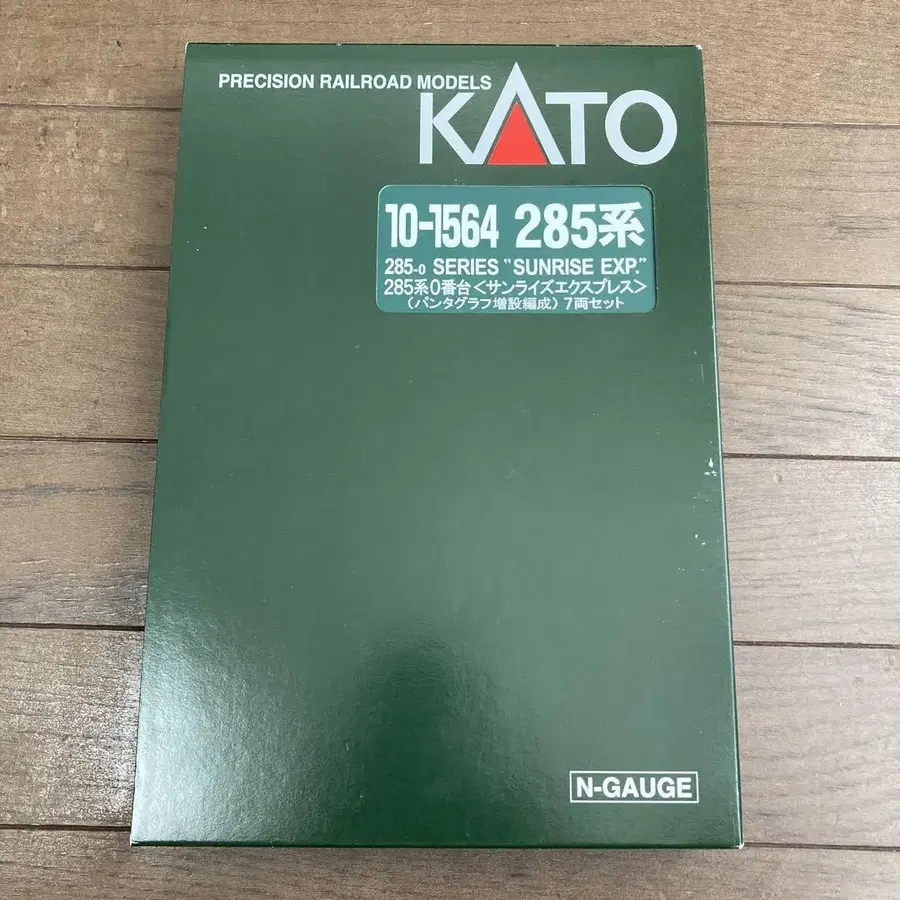 PRECISION RAILROAD MODELS
KATO
10-1564 285系
285-0 SERIES "SUNRISE EXP."
285系0番台<サンライズエクスプレス>
(パンタグラフ増設編成) 7両セット
N-GAUGE